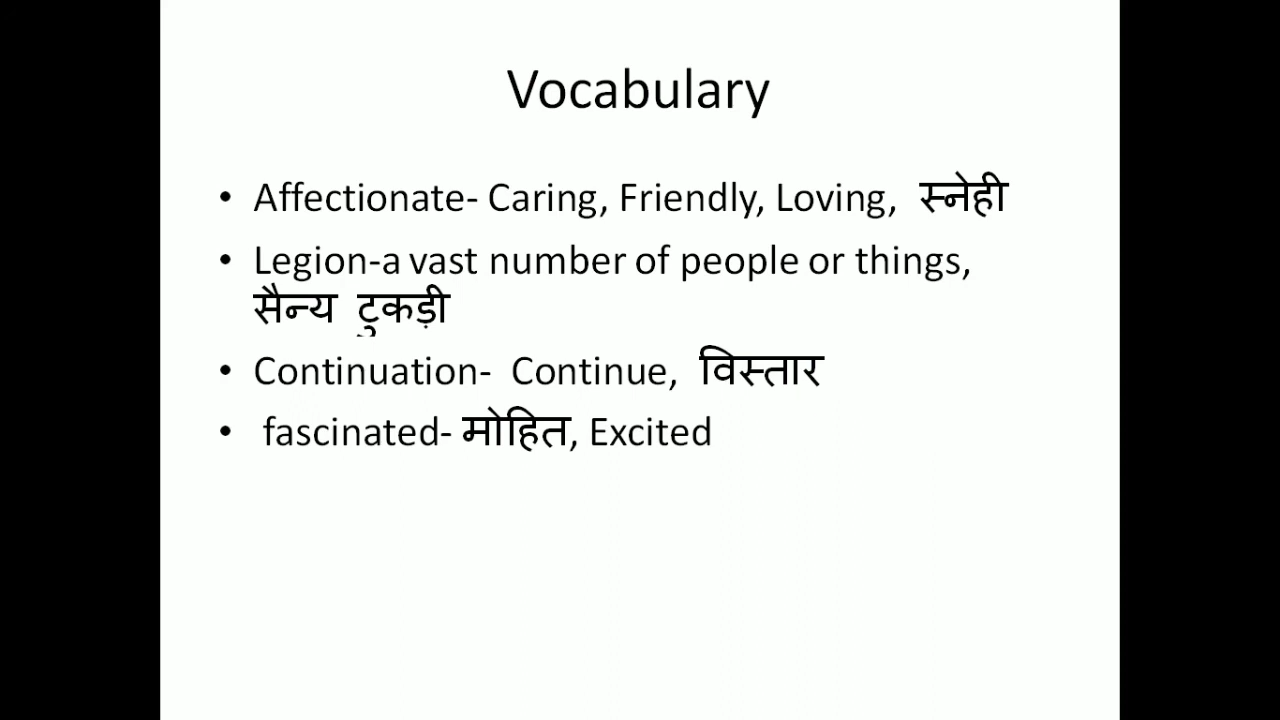 Vocabulary
• Affectionate- Caring, Friendly, Loving, स्नेही
• Legion-a vast number of people or things,
सैन्य टुकड़ी
• Continuation- Continue, विस्तार
• fascinated- मोहित, Excited